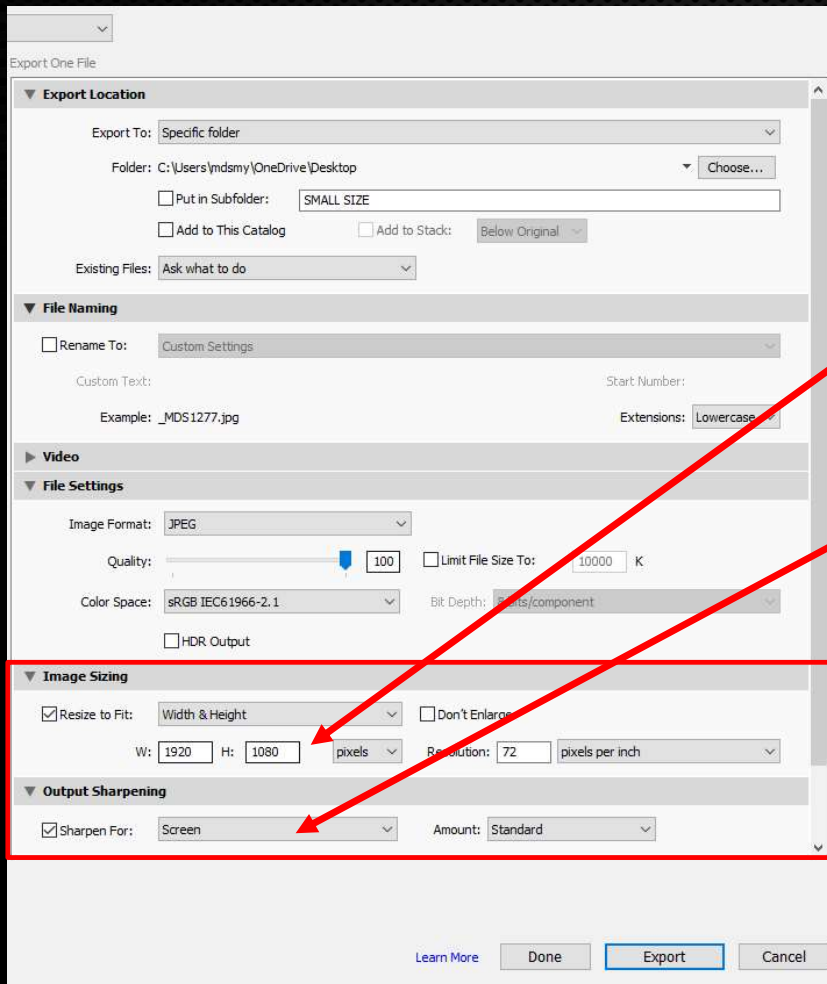 Export One File
Export Location
Export To: Specific folder
Folder: C:\Users\mdsmy\OneDrive\Desktop Choose...
Put in Subfolder: SMALL SIZE
Add to This Catalog Add to Stack: Below Original
Existing Files: Ask what to do
File Naming
Rename To: Custom Settings
Custom Text: Start Number:
Example: _MDS1277.jpg Extensions: Lowercase
Video
File Settings
Image Format: JPEG
Quality: 100 Limit File Size To: 10000 K
Color Space: sRGB IEC61966-2.1 Bit Depth: 8 bits/component
HDR Output
Image Sizing
Resize to Fit: Width & Height Don't Enlarge
W: 1920 H: 1080 pixels Resolution: 72 pixels per inch
Output Sharpening
Sharpen For: Screen Amount: Standard
Learn More Done Export Cancel